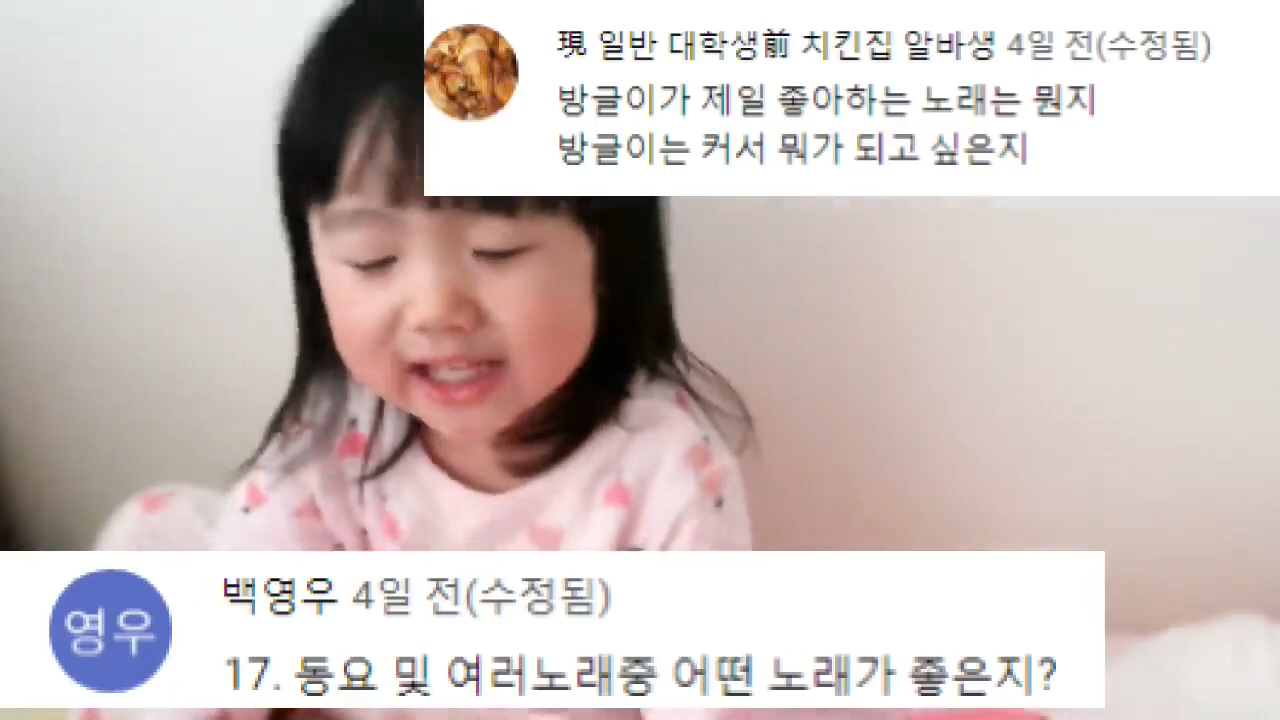 現 일반 대학생前 치킨집 알바생 4일 전(수정됨)
방글이가 제일 좋아하는 노래는 뭔지
방글이는 커서 뭐가 되고 싶은지
영우
백영우 4일 전(수정됨)
17. 동요 및 여러노래중 어떤 노래가 좋은지?